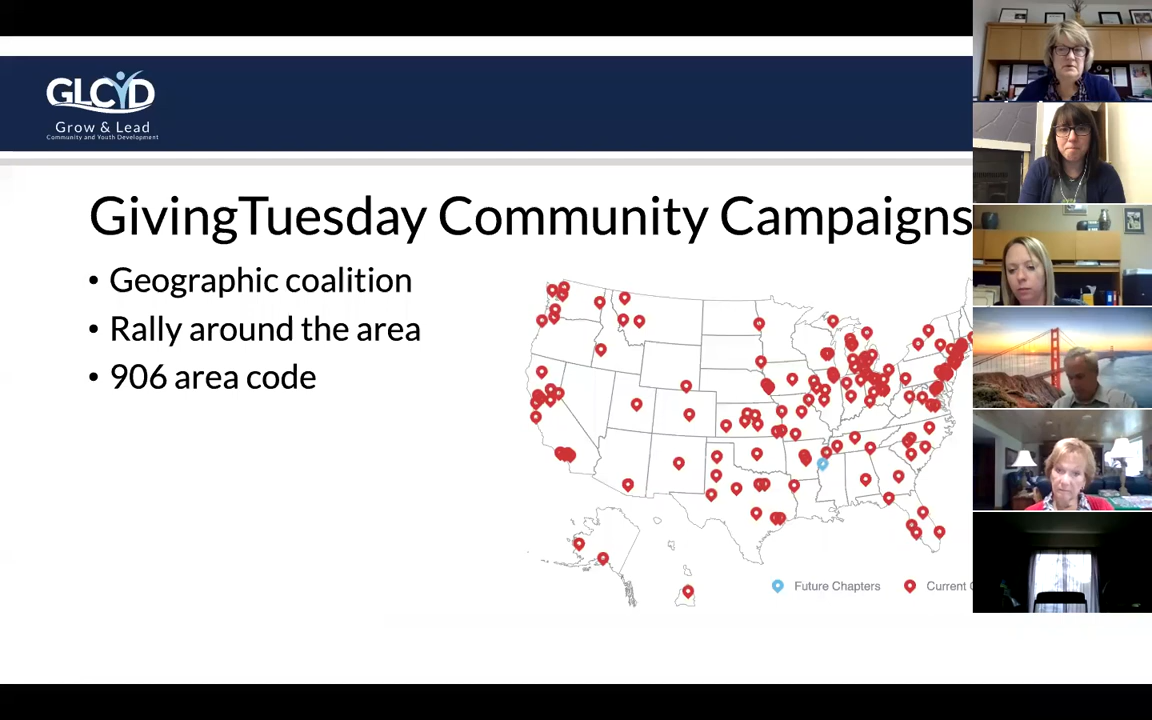 GLCYD
Grow & Lead
Community and Youth Development
GivingTuesday Community Campaigns
• Geographic coalition
• Rally around the area
• 906 area code
Future Chapters
Current